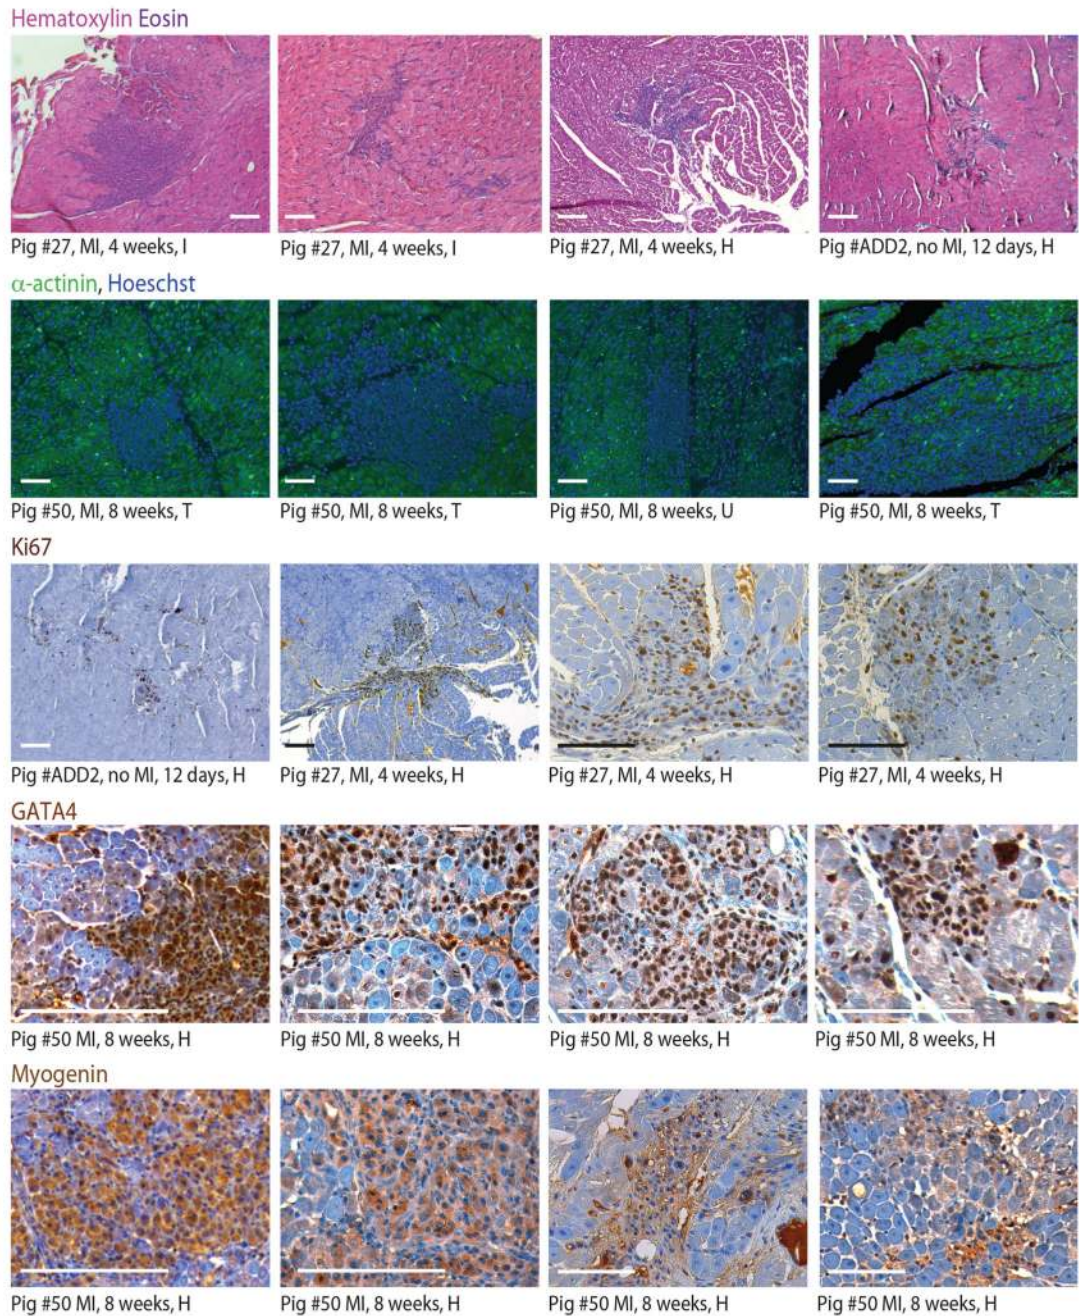 Hematoxylin Eosin
Pig #27, MI, 4 weeks, I
Pig #27, MI, 4 weeks, I
Pig #27, MI, 4 weeks, H
Pig #ADD2, no MI, 12 days, H
α-actinin, Hoeschst
Pig #50, MI, 8 weeks, T
Pig #50, MI, 8 weeks, T
Pig #50, MI, 8 weeks, U
Pig #50, MI, 8 weeks, T
Ki67
Pig #ADD2, no MI, 12 days, H
Pig #27, MI, 4 weeks, H
Pig #27, MI, 4 weeks, H
Pig #27, MI, 4 weeks, H
GATA4
Pig #50 MI, 8 weeks, H
Pig #50 MI, 8 weeks, H
Pig #50 MI, 8 weeks, H
Pig #50 MI, 8 weeks, H
Myogenin
Pig #50 MI, 8 weeks, H
Pig #50 MI, 8 weeks, H
Pig #50 MI, 8 weeks, H
Pig #50 MI, 8 weeks, H